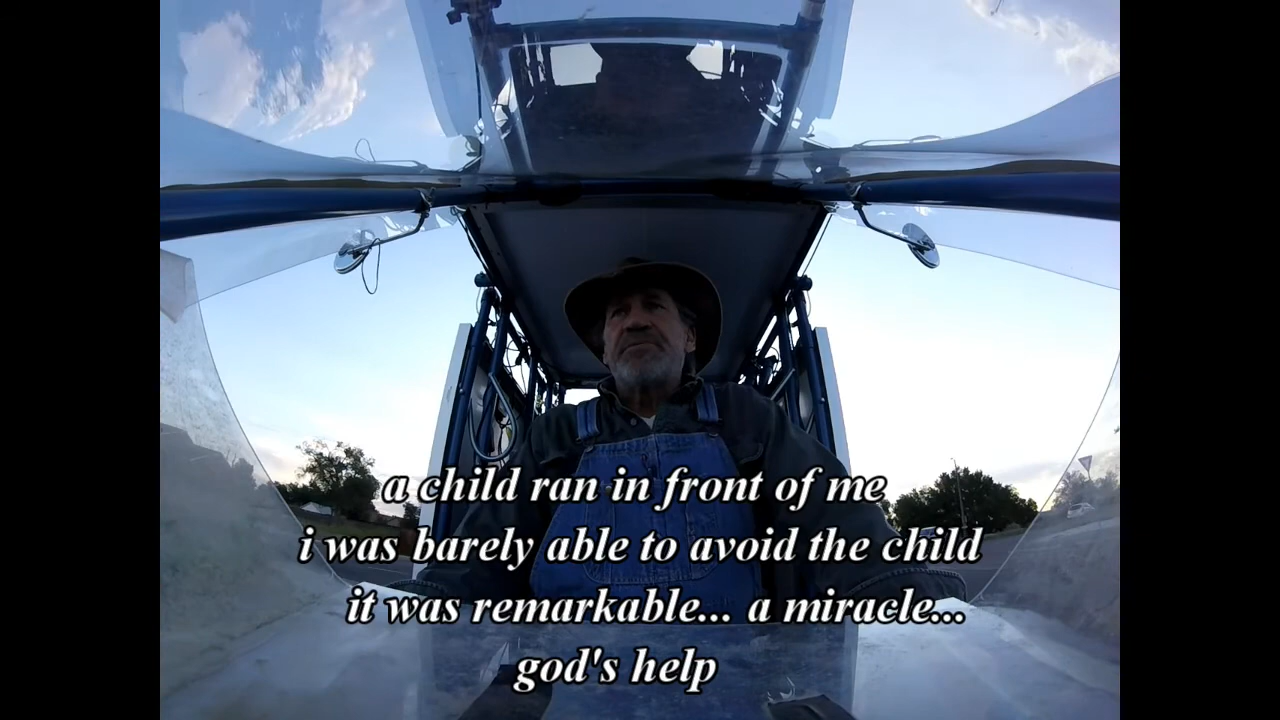 a child ran in front of me
i was barely able to avoid the child
it was remarkable... a miracle...
god's help